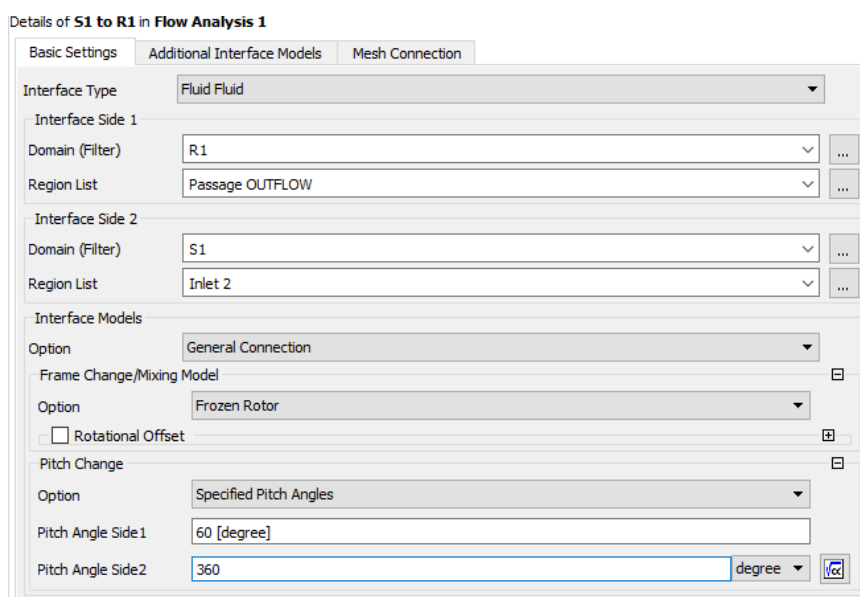 Details of S1 to R1 in Flow Analysis 1
Basic Settings Additional Interface Models Mesh Connection
Interface Type Fluid Fluid
Interface Side 1
Domain (Filter) R1 ...
Region List Passage OUTFLOW ...
Interface Side 2
Domain (Filter) S1 ...
Region List Inlet 2 ...
Interface Models
Option General Connection
Frame Change/Mixing Model
Option Frozen Rotor
Rotational Offset
Pitch Change
Option Specified Pitch Angles
Pitch Angle Side1 60 [degree]
Pitch Angle Side2 360 degree